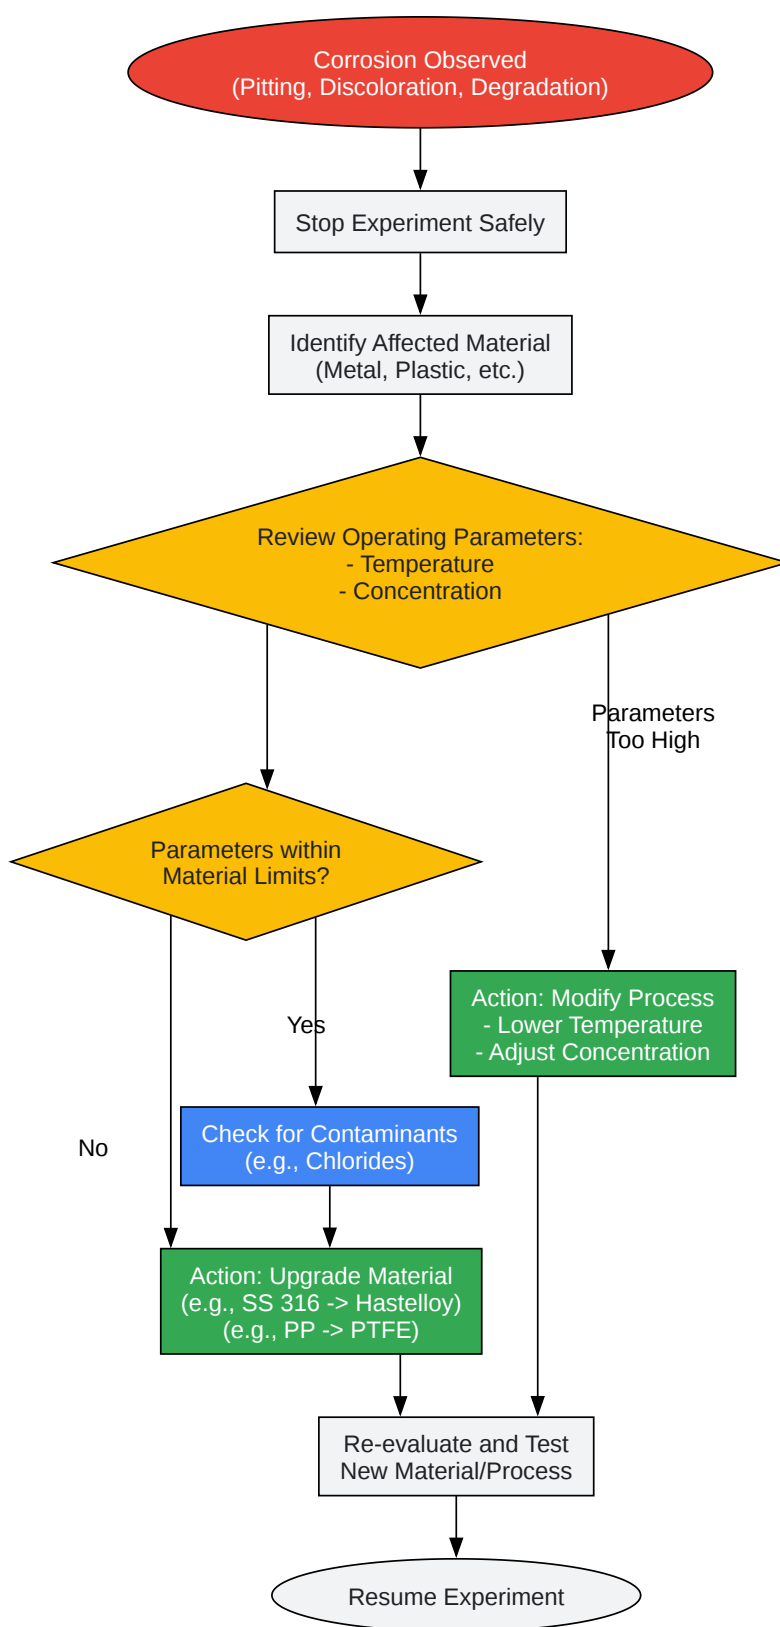 Corrosion Observed
(Pitting, Discoloration, Degradation)
Stop Experiment Safely
Identify Affected Material
(Metal, Plastic, etc.)
Review Operating Parameters:
- Temperature
- Concentration
Parameters
Too High
Parameters within
Material Limits?
Action: Modify Process
- Lower Temperature
- Adjust Concentration
Yes
Check for Contaminants
(e.g., Chlorides)
No
Action: Upgrade Material
(e.g., SS 316 -> Hastelloy)
(e.g., PP -> PTFE)
Re-evaluate and Test
New Material/Process
Resume Experiment